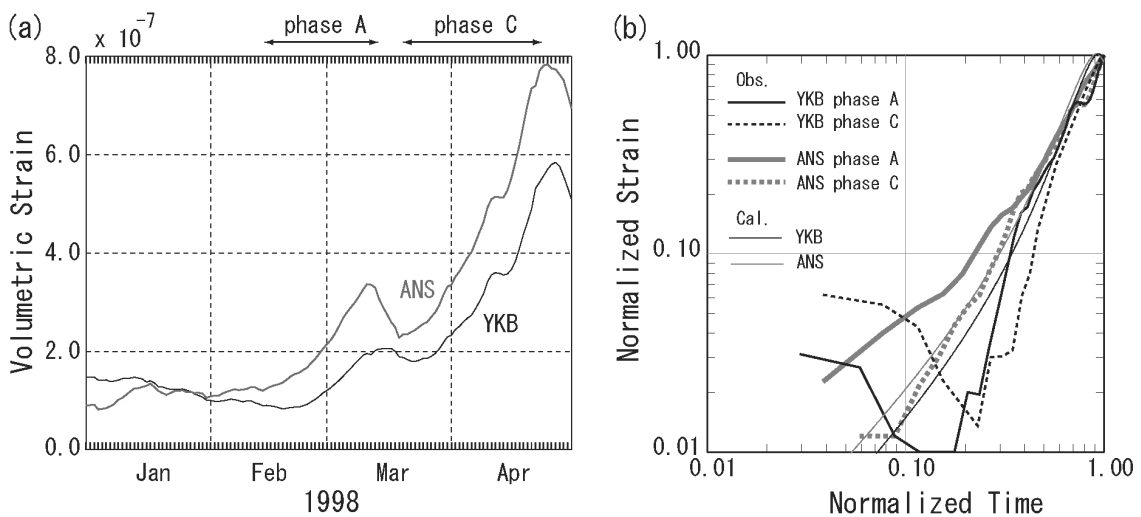 (a)
x 10-7
phase A
phase C
8.0
6.0
4.0
2.0
0.0
Volumetric Strain
ANS
YKB
Jan
Feb
Mar
Apr
1998
(b)
1.00
0.10
0.01
Normalized Strain
Obs.
YKB phase A
YKB phase C
ANS phase A
ANS phase C
Cal.
YKB
ANS
0.01
0.10
1.00
Normalized Time